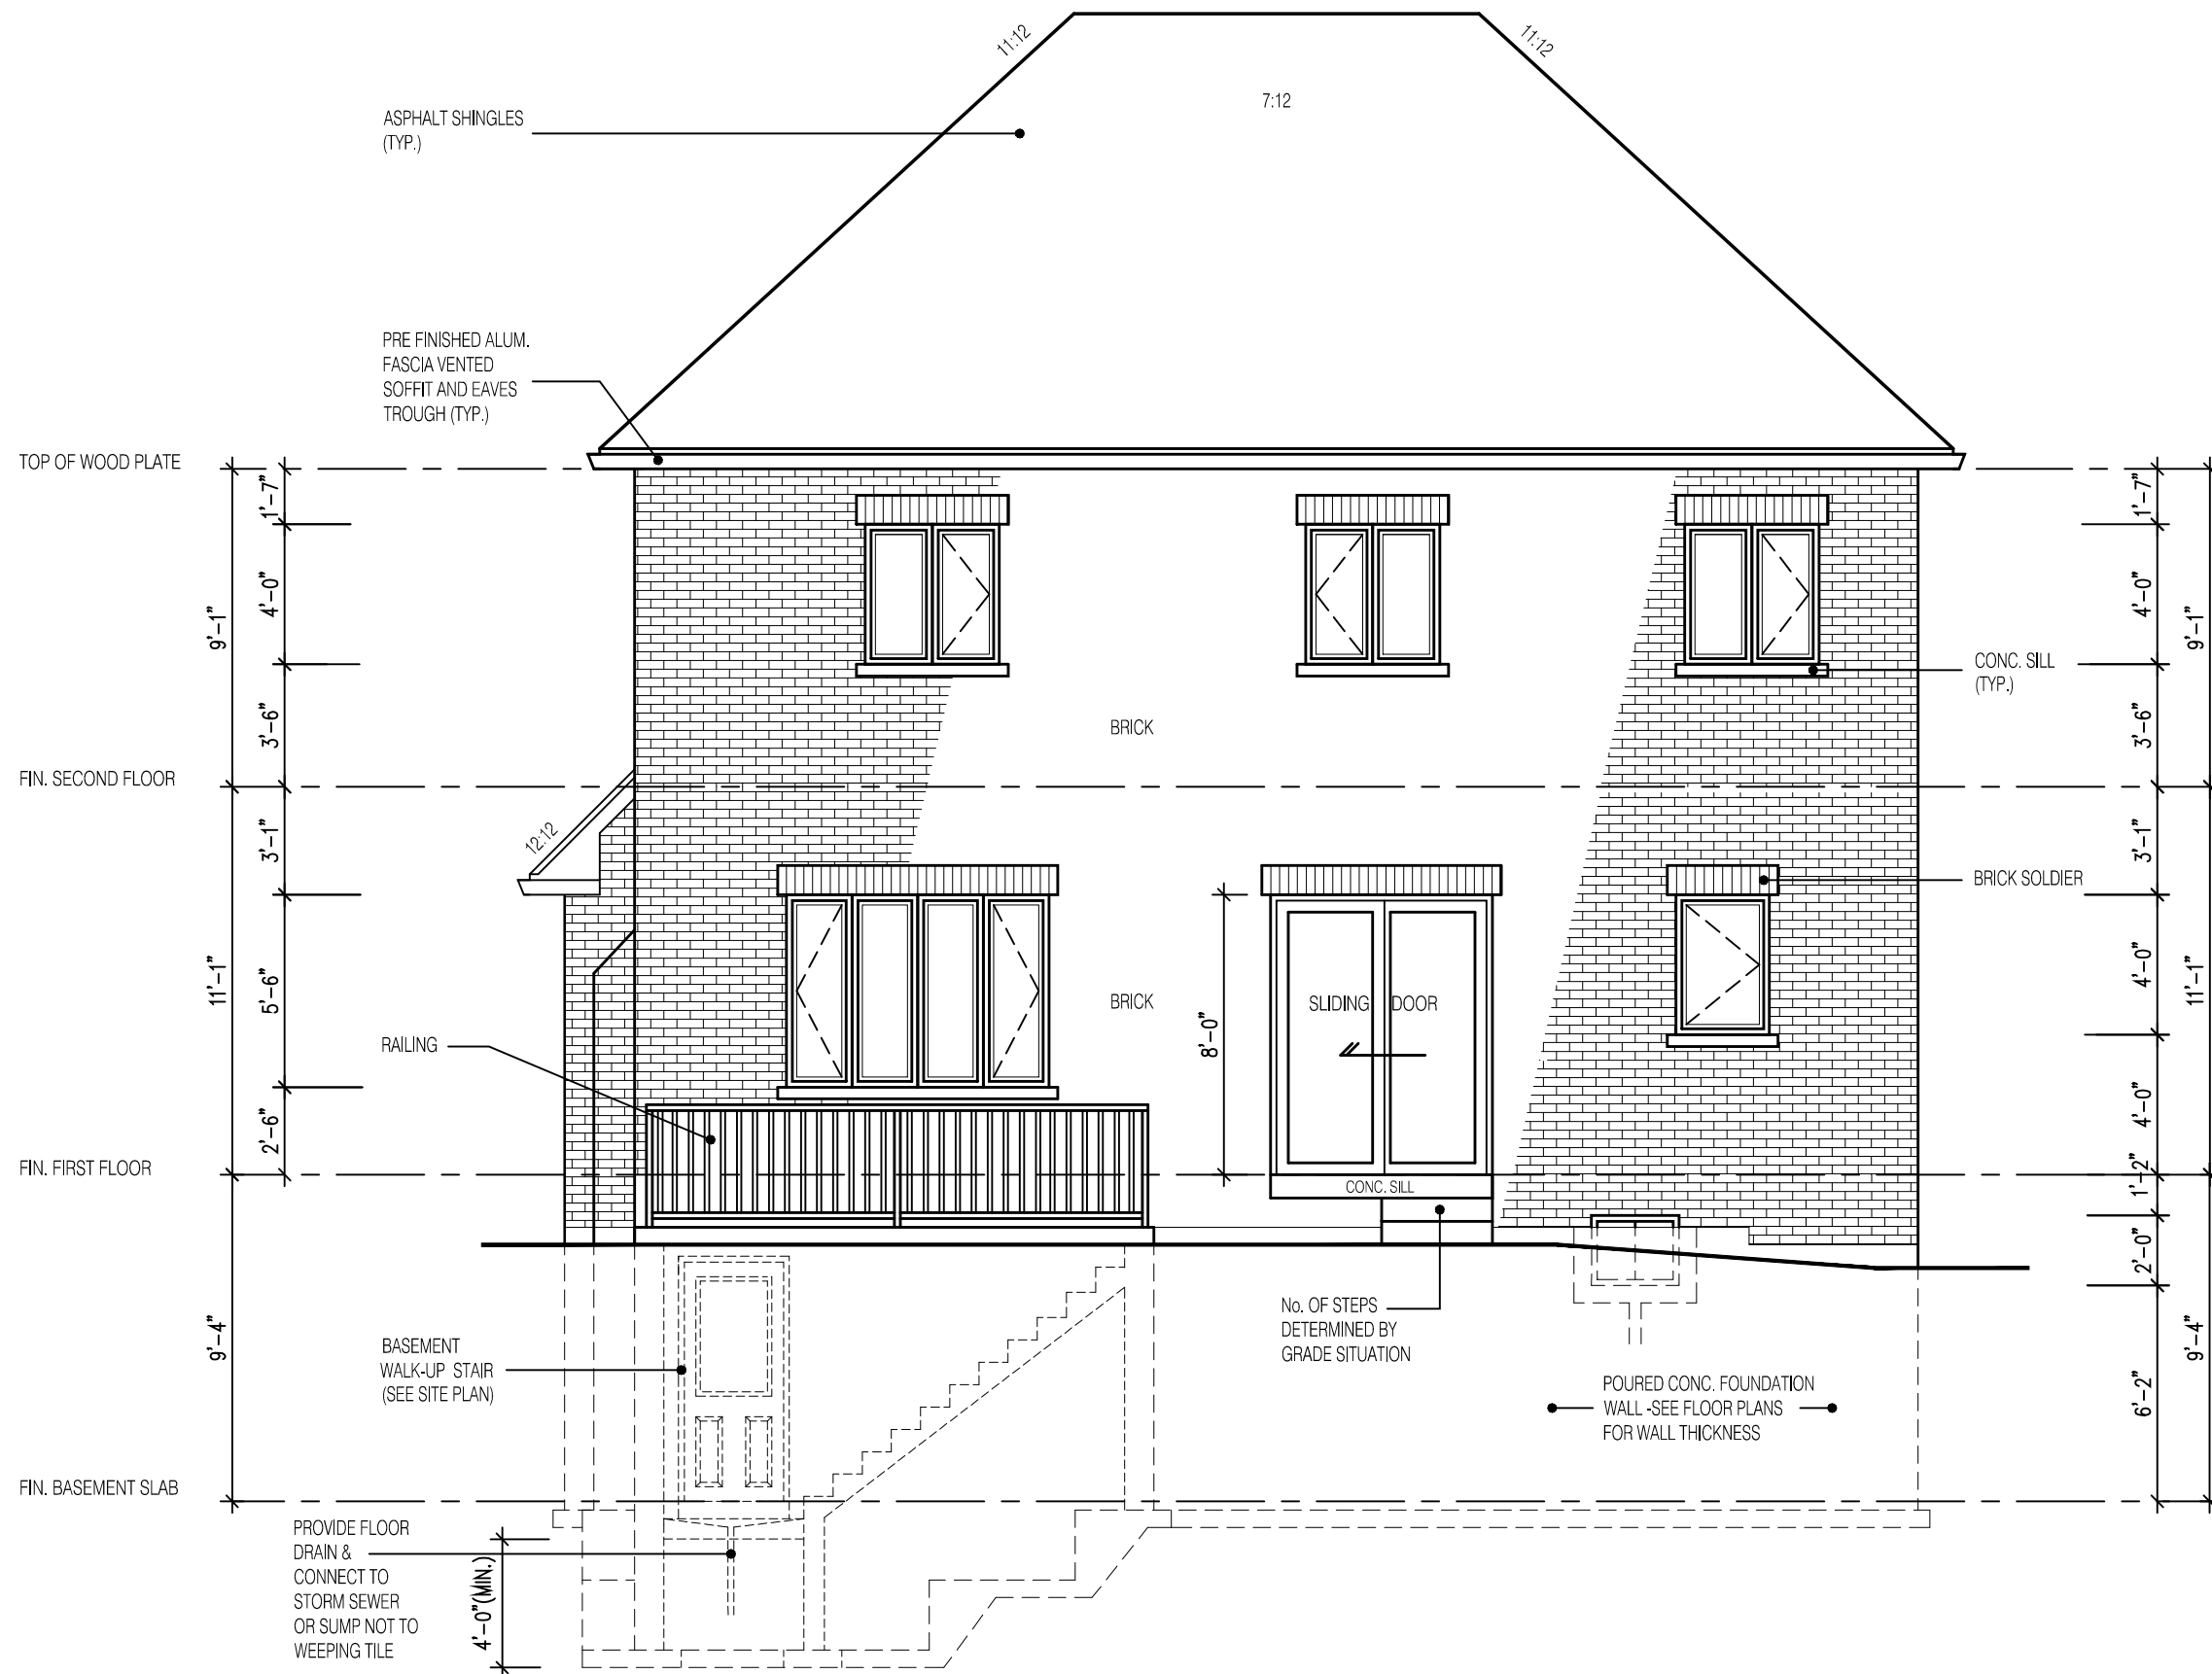 11:12
11:12
7:12
ASPHALT SHINGLES
(TYP.)
PRE FINISHED ALUM.
FASCIA VENTED
SOFFIT AND EAVES
TROUGH (TYP.)
TOP OF WOOD PLATE
1'-7"
4'-0"
9'-1"
3'-6"
1'-7"
4'-0"
9'-1"
3'-6"
CONC. SILL
(TYP.)
BRICK
FIN. SECOND FLOOR
12:12
3'-1"
11'-1"
5'-6"
2'-6"
3'-1"
4'-0"
11'-1"
4'-0"
BRICK SOLDIER
BRICK
8'-0"
SLIDING DOOR
RAILING
FIN. FIRST FLOOR
CONC. SILL
1'-2"
2'-0"
9'-4"
6'-2"
9'-4"
No. OF STEPS
DETERMINED BY
GRADE SITUATION
BASEMENT
WALK-UP STAIR
(SEE SITE PLAN)
POURED CONC. FOUNDATION
WALL -SEE FLOOR PLANS
FOR WALL THICKNESS
FIN. BASEMENT SLAB
PROVIDE FLOOR
DRAIN &
CONNECT TO
STORM SEWER
OR SUMP NOT TO
WEEPING TILE
4'-0"(MIN.)